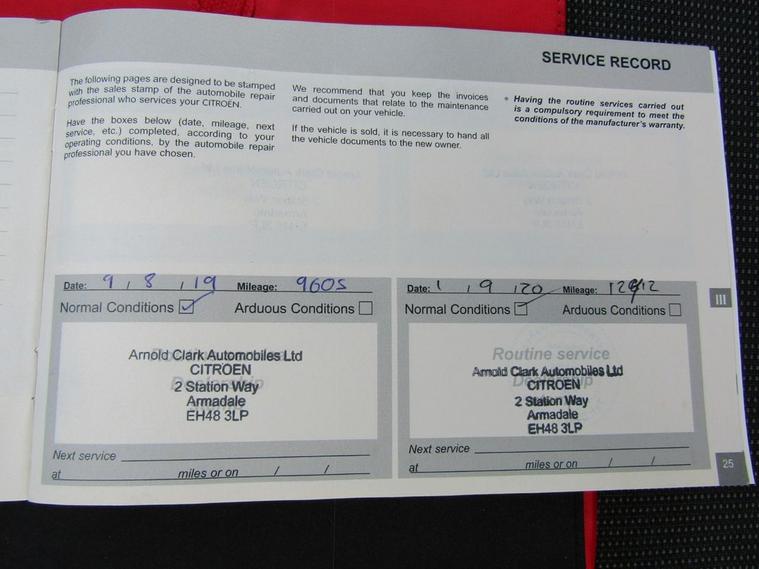 SERVICE RECORD
The following pages are designed to be stamped
with the sales stamp of the automobile repair
professional who services your CITROËN.
Have the boxes below (date, mileage, next
service, etc.) completed, according to your
operating conditions, by the automobile repair
professional you have chosen.
We recommend that you keep the invoices
and documents that relate to the maintenance
carried out on your vehicle.
If the vehicle is sold, it is necessary to hand all
the vehicle documents to the new owner.
* Having the routine services carried out
is a compulsory requirement to meet the
conditions of the manufacturer's warranty.
Date: 9 / 8 / 19 Mileage: 9605
Normal Conditions Arduous Conditions
Arnold Clark Automobiles Ltd
CITROEN
2 Station Way
Armadale
EH48 3LP
Next service
at miles or on / /
Date: 1 / 9 / 20 Mileage:
Normal Conditions Arduous Conditions
Routine service
Arnold Clark Automobiles Ltd
CITROEN
2 Station Way
Armadale
EH48 3LP
Next service
at miles or on / /
III
25